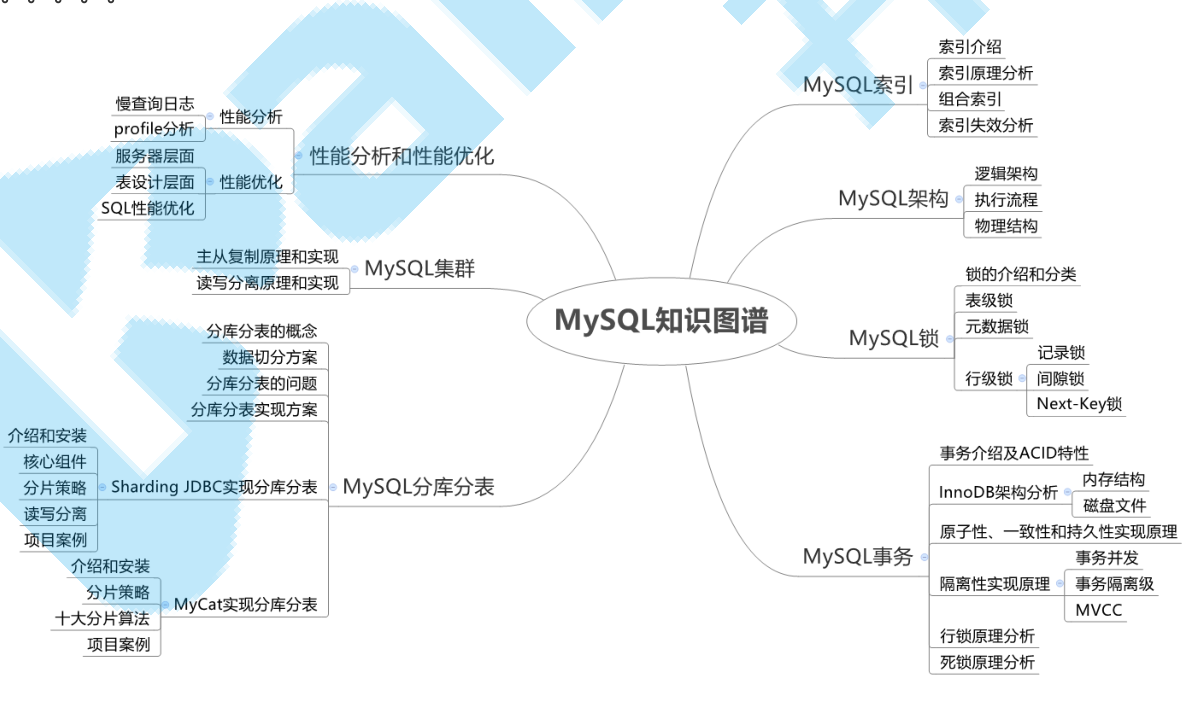 MySQL知识图谱
MySQL索引
索引介绍
索引原理分析
组合索引
索引失效分析
MySQL架构
逻辑架构
执行流程
物理结构
MySQL锁
锁的介绍和分类
表级锁
元数据锁
行级锁
记录锁
间隙锁
Next-Key锁
MySQL事务
事务介绍及ACID特性
InnoDB架构分析
内存结构
磁盘文件
原子性、一致性和持久性实现原理
隔离性实现原理
事务并发
事务隔离级
MVCC
行锁原理分析
死锁原理分析
性能分析和性能优化
性能分析
慢查询日志
profile分析
性能优化
服务器层面
表设计层面
SQL性能优化
MySQL集群
主从复制原理和实现
读写分离原理和实现
MySQL分库分表
分库分表的概念
数据切分方案
分库分表的问题
分库分表实现方案
Sharding JDBC实现分库分表
介绍和安装
核心组件
分片策略
读写分离
项目案例
MyCat实现分库分表
介绍和安装
分片策略
十大分片算法
项目案例